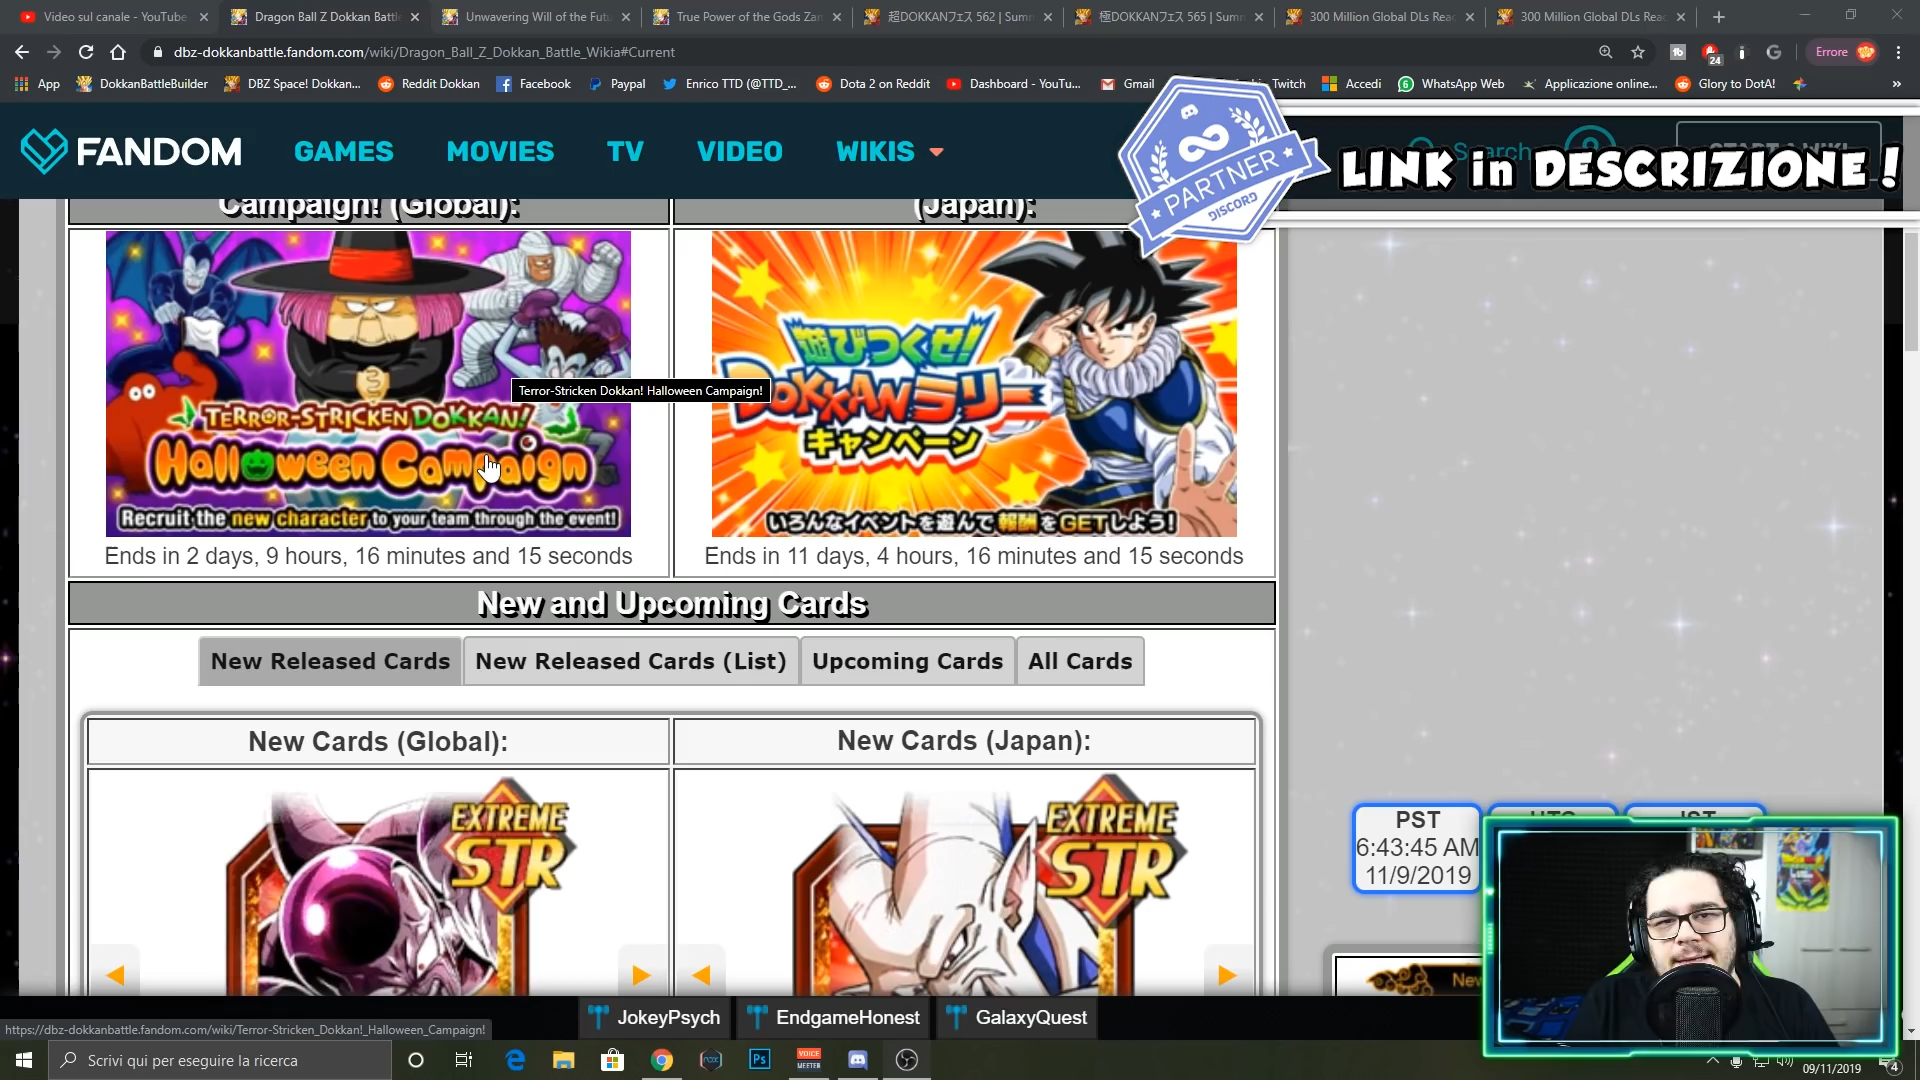 Video sul canale - YouTube
Dragon Ball Z Dokkan Battl
Unwavering Will of the Futu
True Power of the Gods Zan
超DOKKANフェス 562 | Sum
極DOKKANフェス 565 | Sum
300 Million Global DLs Rea
300 Million Global DLs Rea
dbz-dokkanbattle.fandom.com/wiki/Dragon_Ball_Z_Dokkan_Battle_Wikia#Current
24
Errore
App
DokkanBattleBuilder
DBZ Space! Dokkan...
Reddit Dokkan
Facebook
Paypal
Enrico TTD (@TTD_...
Dota 2 on Reddit
Dashboard - YouTu...
Gmail
Twitch
Accedi
WhatsApp Web
Applicazione online...
Glory to DotA!
FANDOM
GAMES
MOVIES
TV
VIDEO
WIKIS
Search
PARTNER
DISCORD
LINK in DESCRIZIONE!
Campaign! (Global):
(Japan):
TERROR-STRICKEN DOKKAN!
Halloween Campaign
Recruit the new character to your team through the event!
Terror-Stricken Dokkan! Halloween Campaign!
遊びつくせ!
DOKKANラリー
キャンペーン
いろんなイベントを遊んで報酬をGETしよう!
Ends in 2 days, 9 hours, 16 minutes and 15 seconds
Ends in 11 days, 4 hours, 16 minutes and 15 seconds
New and Upcoming Cards
New Released Cards
New Released Cards (List)
Upcoming Cards
All Cards
New Cards (Global):
New Cards (Japan):
EXTREME
STR
EXTREME
STR
PST
6:43:45 AM
11/9/2019
UTC
JST
New
JokeyPsych
EndgameHonest
GalaxyQuest
https://dbz-dokkanbattle.fandom.com/wiki/Terror-Stricken_Dokkan!_Halloween_Campaign!
Scrivi qui per eseguire la ricerca
Ps
VOICE
MEETER
09/11/2019
4